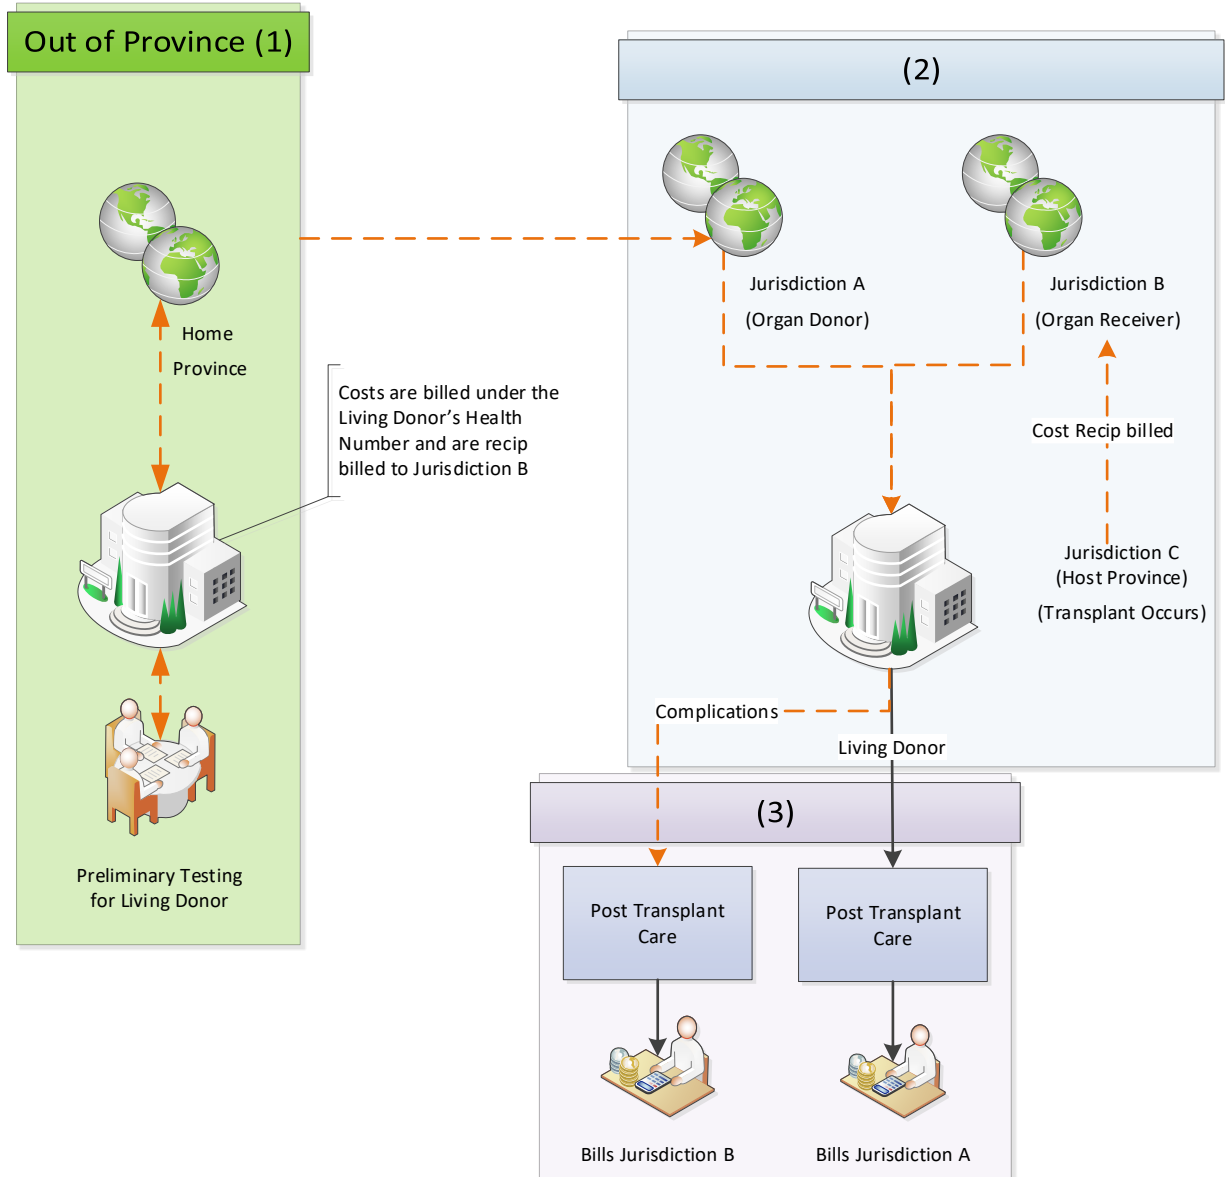 Out of Province (1)
Home
Province
Costs are billed under the
Living Donor’s Health
Number and are recip
billed to Jurisdiction B
Preliminary Testing
for Living Donor
(2)
Jurisdiction A
(Organ Donor)
Jurisdiction B
(Organ Receiver)
Cost Recip billed
Jurisdiction C
(Host Province)
(Transplant Occurs)
Complications
Living Donor
(3)
Post Transplant
Care
Post Transplant
Care
Bills Jurisdiction B
Bills Jurisdiction A